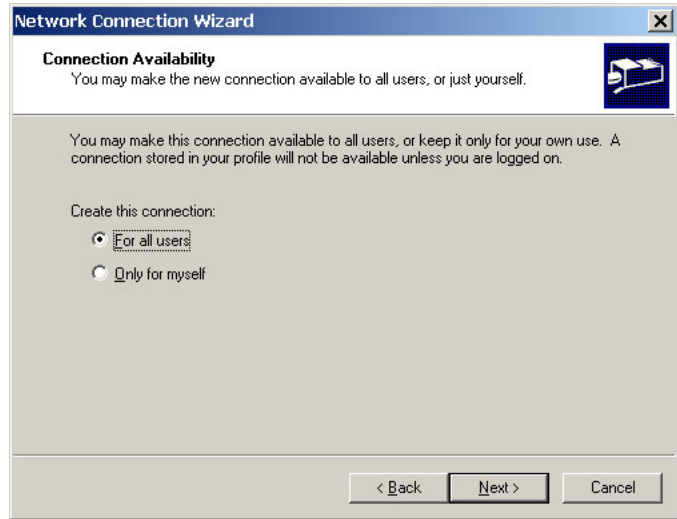 Network Connection Wizard
Connection Availability
You may make the new connection available to all users, or just yourself.
You may make this connection available to all users, or keep it only for your own use.  A
connection stored in your profile will not be available unless you are logged on.
Create this connection:
For all users
Only for myself
< Back
Next >
Cancel